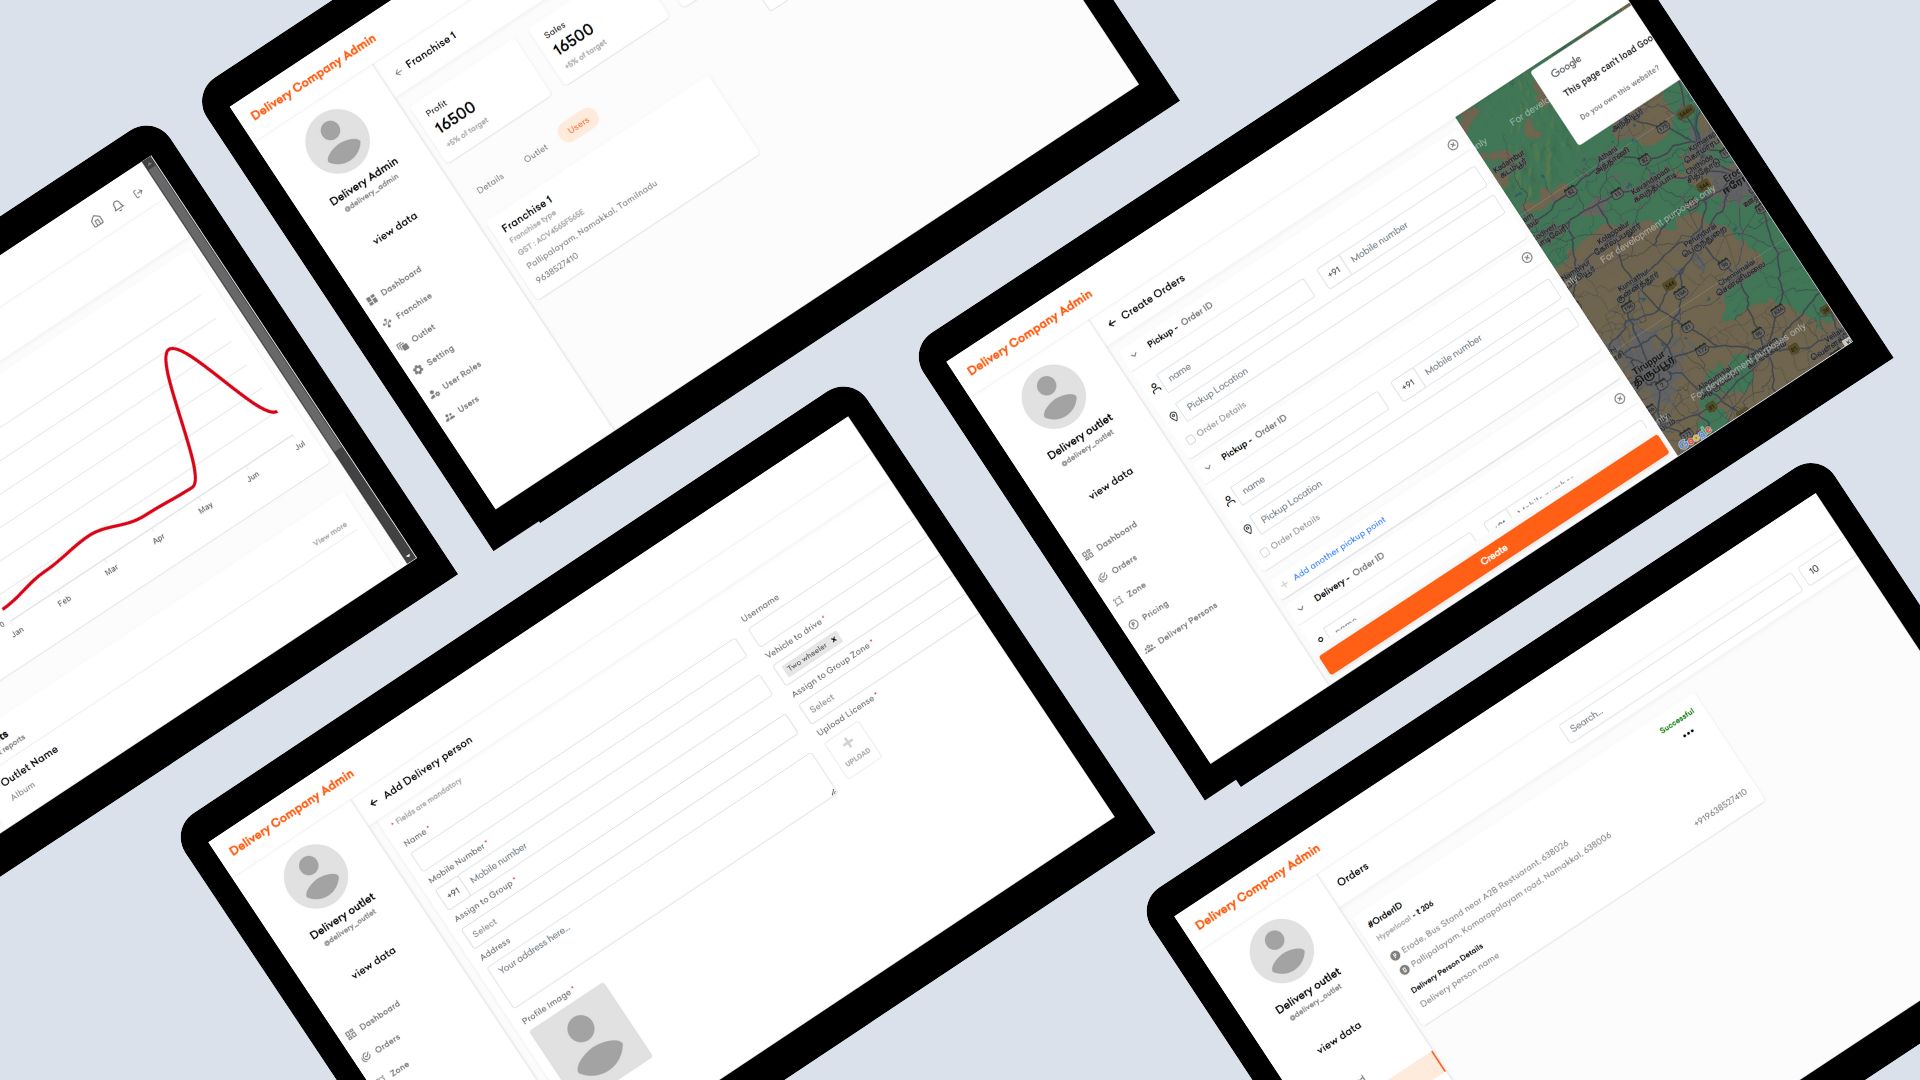 Jan
Feb
Mar
Apr
May
Jun
Jul
View more
reports
Outlet Name
Album
Delivery Company Admin
Delivery Admin
@delivery_admin
view data
Dashboard
Franchise
Outlet
Setting
User Roles
Users
← Franchise 1
Profit
16500
+5% of target
Sales
16500
+5% of target
Details
Outlet
Users
Franchise 1
Franchise type
GST : ACV4565F565E
Pallipalayam, Namakkal, Tamilnadu
9638527410
Delivery Company Admin
Delivery outlet
@delivery_outlet
view data
Dashboard
Orders
Zone
Pricing
Delivery Persons
← Create Orders
Pickup - Order ID
name
+91 Mobile number
Pickup Location
Order Details
Pickup - Order ID
name
+91 Mobile number
Pickup Location
Order Details
+ Add another pickup point
Delivery - Order ID
Create
Google
This page can't load Goo
Do you own this website?
For development purposes only
For development purposes only
Tiruppur
திருப்பூர்
Google
Delivery Company Admin
Delivery outlet
@delivery_outlet
view data
Dashboard
Orders
Zone
← Add Delivery person
* Fields are mandatory
Name *
Username
Mobile Number *
+91 Mobile number
Vehicle to drive *
Two wheeler ×
Assign to Group *
Select
Assign to Group Zone *
Select
Address
Your address here...
Upload License *
+
UPLOAD
Profile Image *
Delivery Company Admin
Delivery outlet
@delivery_outlet
view data
Orders
Search...
10
#OrderID
Hyperlocal - ₹ 206
Successful
Erode, Bus Stand near A2B Restuarant, 638026
Pallipalayam, Komarapalayam road, Namakkal, 638006
Delivery Person Details
Delivery person name
+919638527410